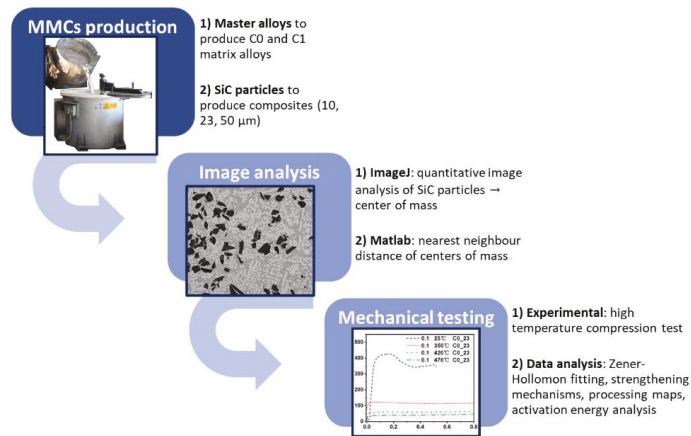 MMCs production
1) Master alloys to
produce C0 and C1
matrix alloys
2) SiC particles to
produce composites (10,
23, 50 µm)
Image analysis
1) ImageJ: quantitative image
analysis of SiC particles →
center of mass
2) Matlab: nearest neighbour
distance of centers of mass
Mechanical testing
0.1 25℃ C0_23
0.1 350℃ C0_23
0.1 420℃ C0_23
0.1 470℃ C0_23
500
400
300
200
100
0
0.0 0.2 0.4 0.6 0.8
1) Experimental: high
temperature compression test
2) Data analysis: Zener-
Hollomon fitting, strengthening
mechanisms, processing maps,
activation energy analysis